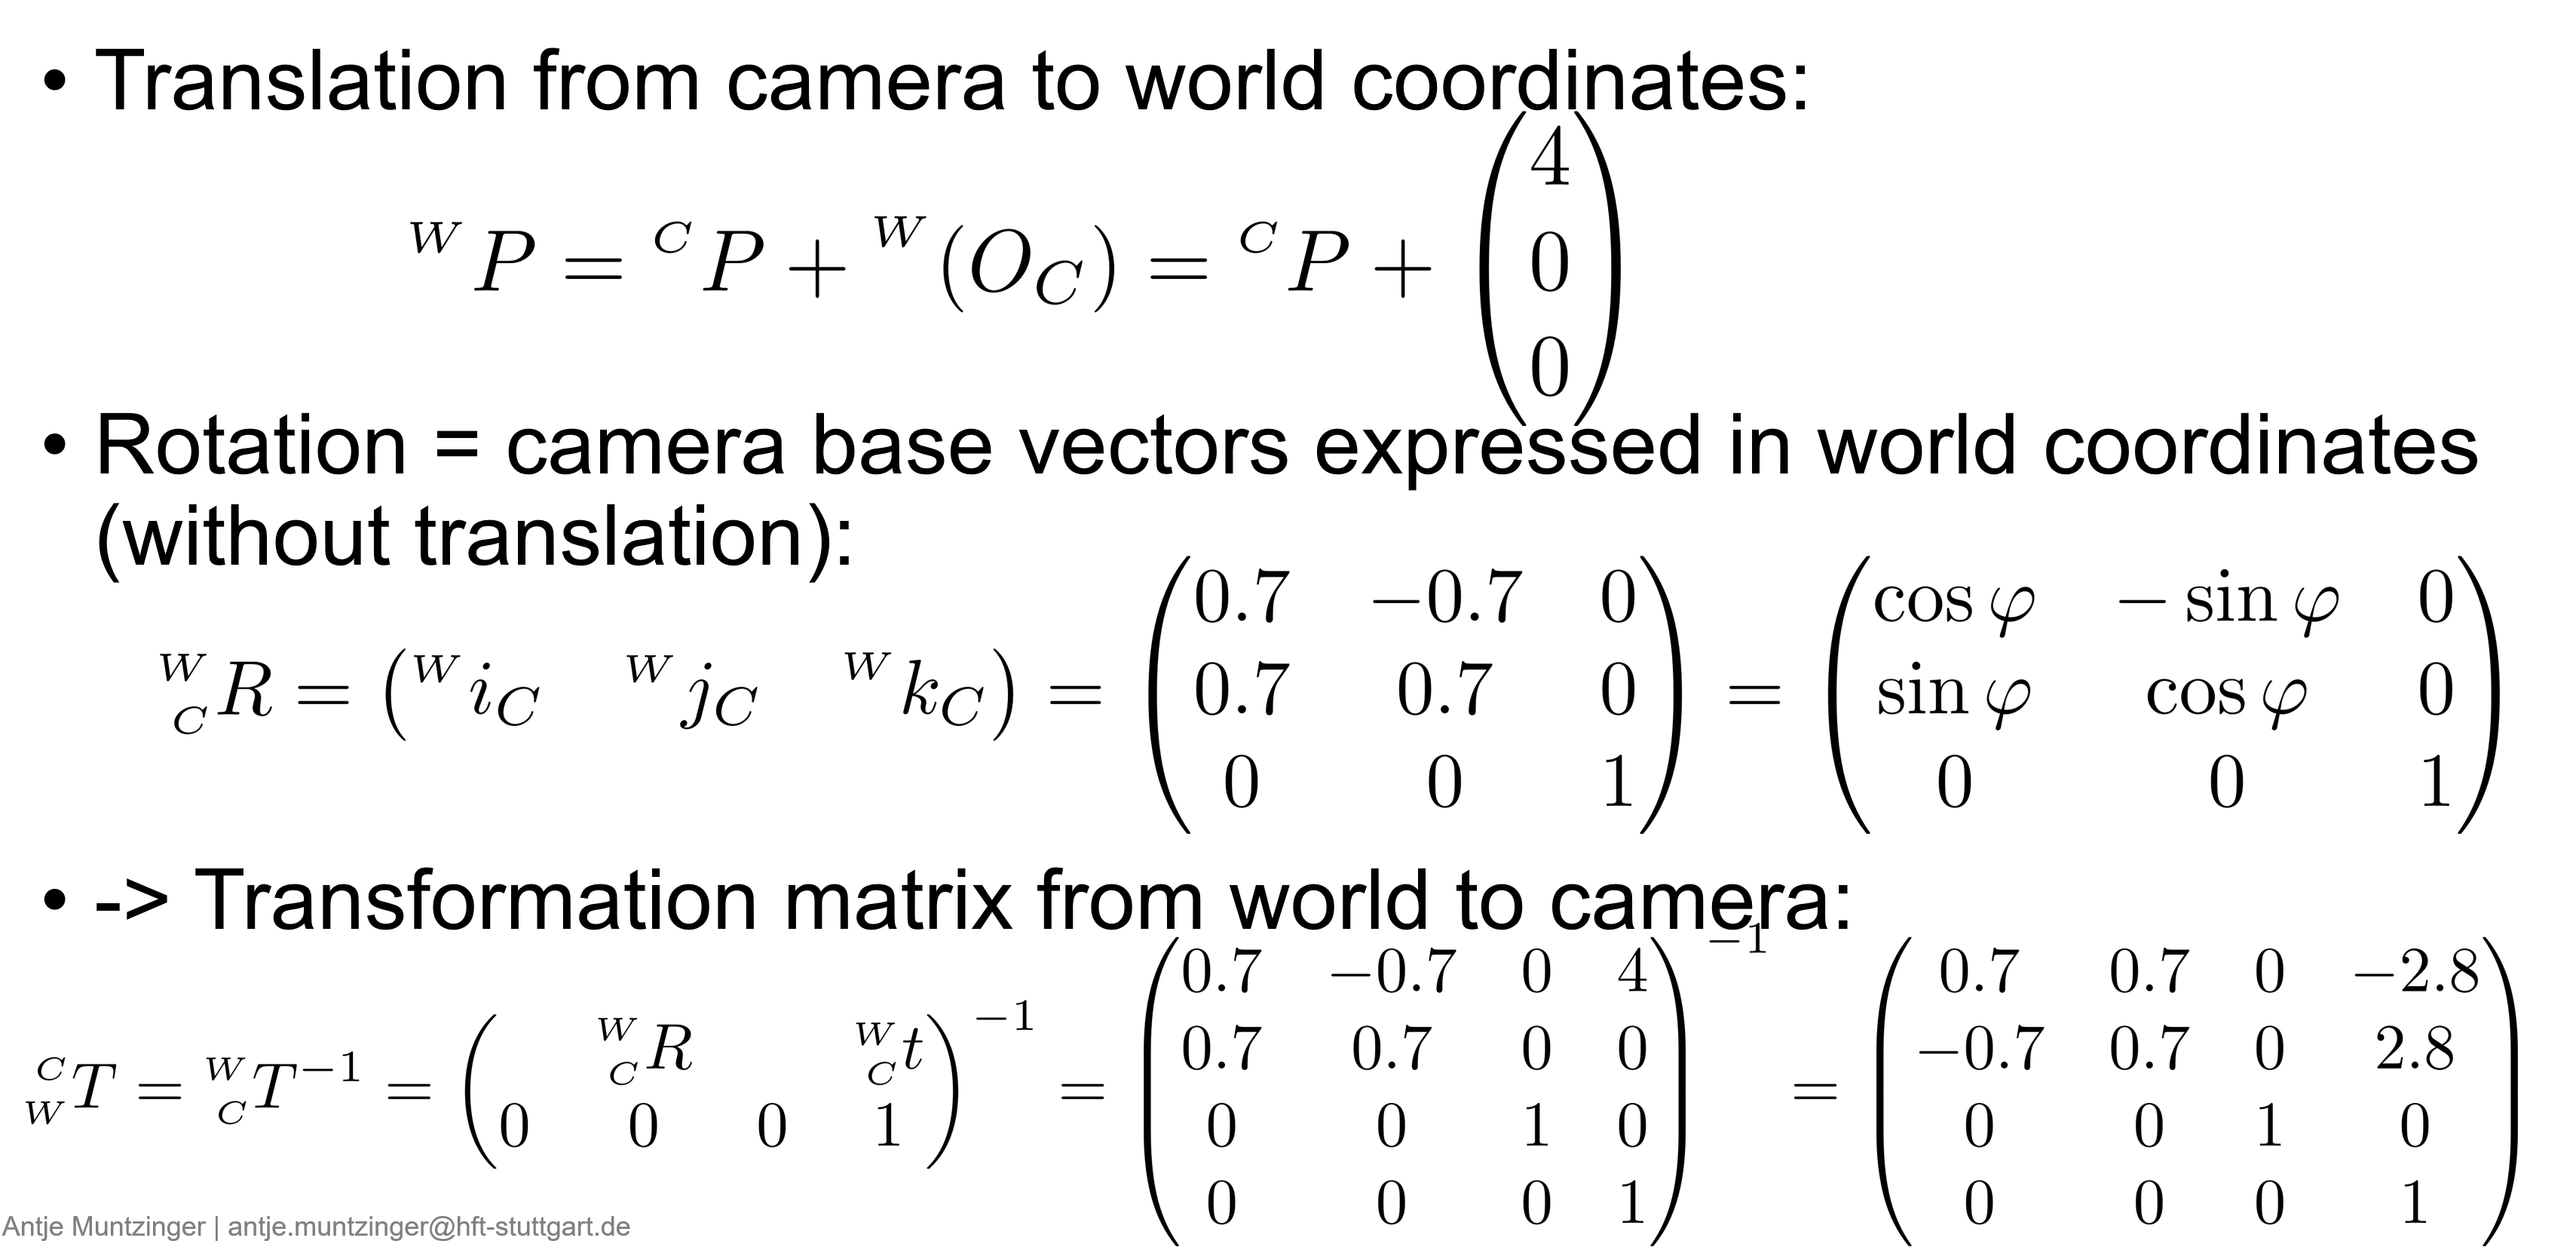 • Translation from camera to world coordinates:
$^{W}P = {}^{C}P + {}^{W}(O_C) = {}^{C}P + \begin{pmatrix} 4 \\ 0 \\ 0 \end{pmatrix}$
• Rotation = camera base vectors expressed in world coordinates
(without translation):
${}^{W}_{C}R = \begin{pmatrix} {}^{W}i_C & {}^{W}j_C & {}^{W}k_C \end{pmatrix} = \begin{pmatrix} 0.7 & -0.7 & 0 \\ 0.7 & 0.7 & 0 \\ 0 & 0 & 1 \end{pmatrix} = \begin{pmatrix} \cos\varphi & -\sin\varphi & 0 \\ \sin\varphi & \cos\varphi & 0 \\ 0 & 0 & 1 \end{pmatrix}$
• -> Transformation matrix from world to camera:
${}^{C}_{W}T = {}^{W}_{C}T^{-1} = \begin{pmatrix} & {}^{W}_{C}R & & {}^{W}_{C}t \\ 0 & 0 & 0 & 1 \end{pmatrix}^{-1} = \begin{pmatrix} 0.7 & -0.7 & 0 & 4 \\ 0.7 & 0.7 & 0 & 0 \\ 0 & 0 & 1 & 0 \\ 0 & 0 & 0 & 1 \end{pmatrix}^{-1} = \begin{pmatrix} 0.7 & 0.7 & 0 & -2.8 \\ -0.7 & 0.7 & 0 & 2.8 \\ 0 & 0 & 1 & 0 \\ 0 & 0 & 0 & 1 \end{pmatrix}$
Antje Muntzinger | antje.muntzinger@hft-stuttgart.de